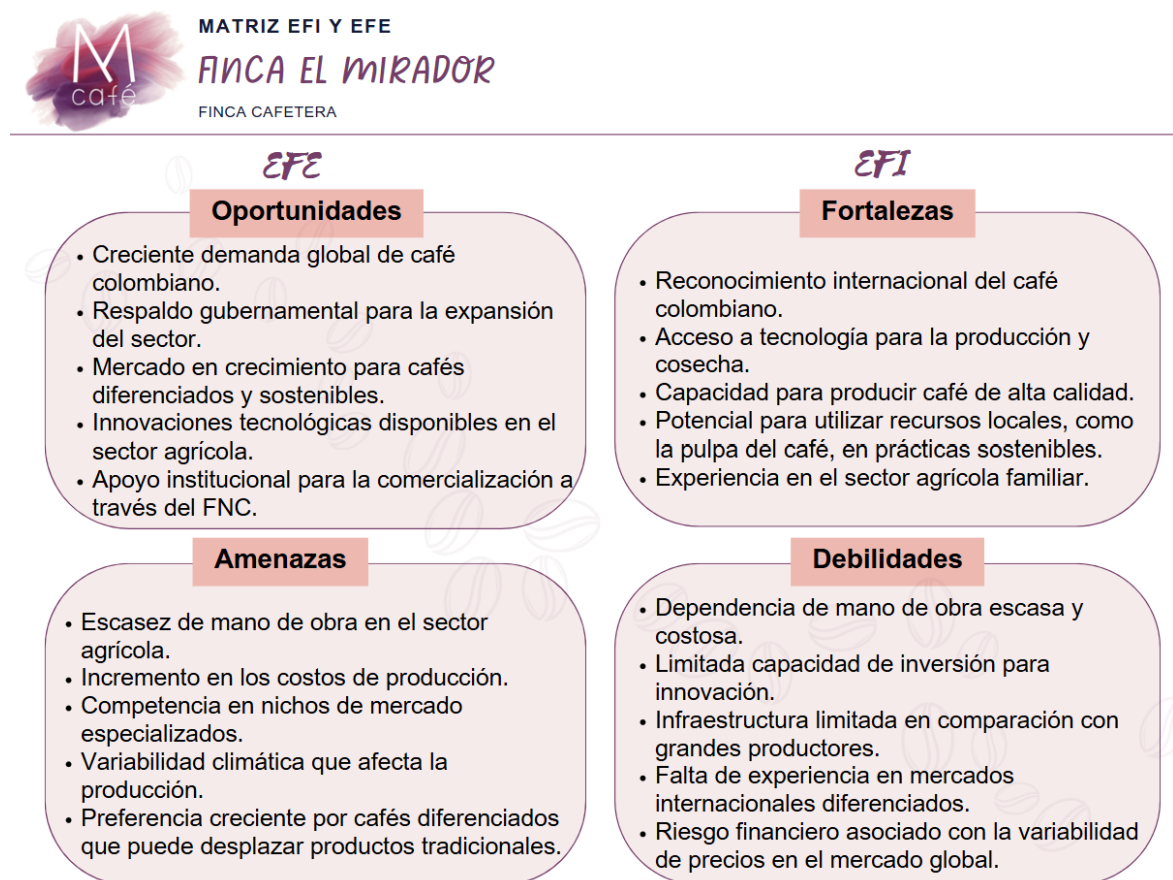 M
café
MATRIZ EFI Y EFE
FINCA EL MIRADOR
FINCA CAFETERA
EFE
Oportunidades
• Creciente demanda global de café
colombiano.
• Respaldo gubernamental para la expansión
del sector.
• Mercado en crecimiento para cafés
diferenciados y sostenibles.
• Innovaciones tecnológicas disponibles en el
sector agrícola.
• Apoyo institucional para la comercialización a
través del FNC.
EFI
Fortalezas
• Reconocimiento internacional del café
colombiano.
• Acceso a tecnología para la producción y
cosecha.
• Capacidad para producir café de alta calidad.
• Potencial para utilizar recursos locales, como
la pulpa del café, en prácticas sostenibles.
• Experiencia en el sector agrícola familiar.
Amenazas
• Escasez de mano de obra en el sector
agrícola.
• Incremento en los costos de producción.
• Competencia en nichos de mercado
especializados.
• Variabilidad climática que afecta la
producción.
• Preferencia creciente por cafés diferenciados
que puede desplazar productos tradicionales.
Debilidades
• Dependencia de mano de obra escasa y
costosa.
• Limitada capacidad de inversión para
innovación.
• Infraestructura limitada en comparación con
grandes productores.
• Falta de experiencia en mercados
internacionales diferenciados.
• Riesgo financiero asociado con la variabilidad
de precios en el mercado global.